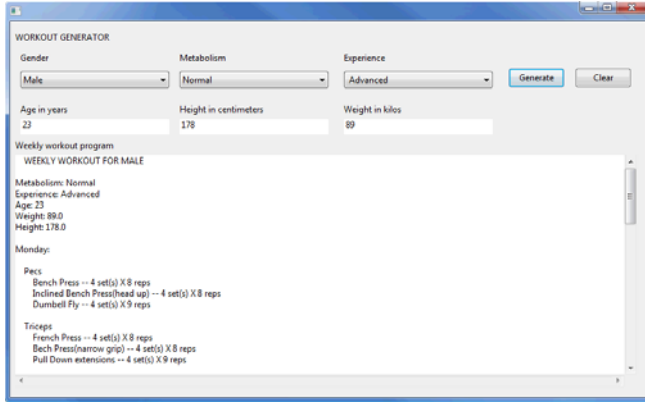 WORKOUT GENERATOR
Gender Metabolism Experience
Male Normal Advanced Generate Clear
Age in years Height in centimeters Weight in kilos
23 178 89
Weekly workout program
WEEKLY WORKOUT FOR MALE
Metabolism: Normal
Experience: Advanced
Age: 23
Weight: 89.0
Height: 178.0
Monday:
Pecs
Bench Press -- 4 set(s) X 8 reps
Inclined Bench Press(head up) -- 4 set(s) X 8 reps
Dumbell Fly -- 4 set(s) X 9 reps
Triceps
French Press -- 4 set(s) X 8 reps
Bech Press(narrow grip) -- 4 set(s) X 8 reps
Pull Down extensions -- 4 set(s) X 9 reps